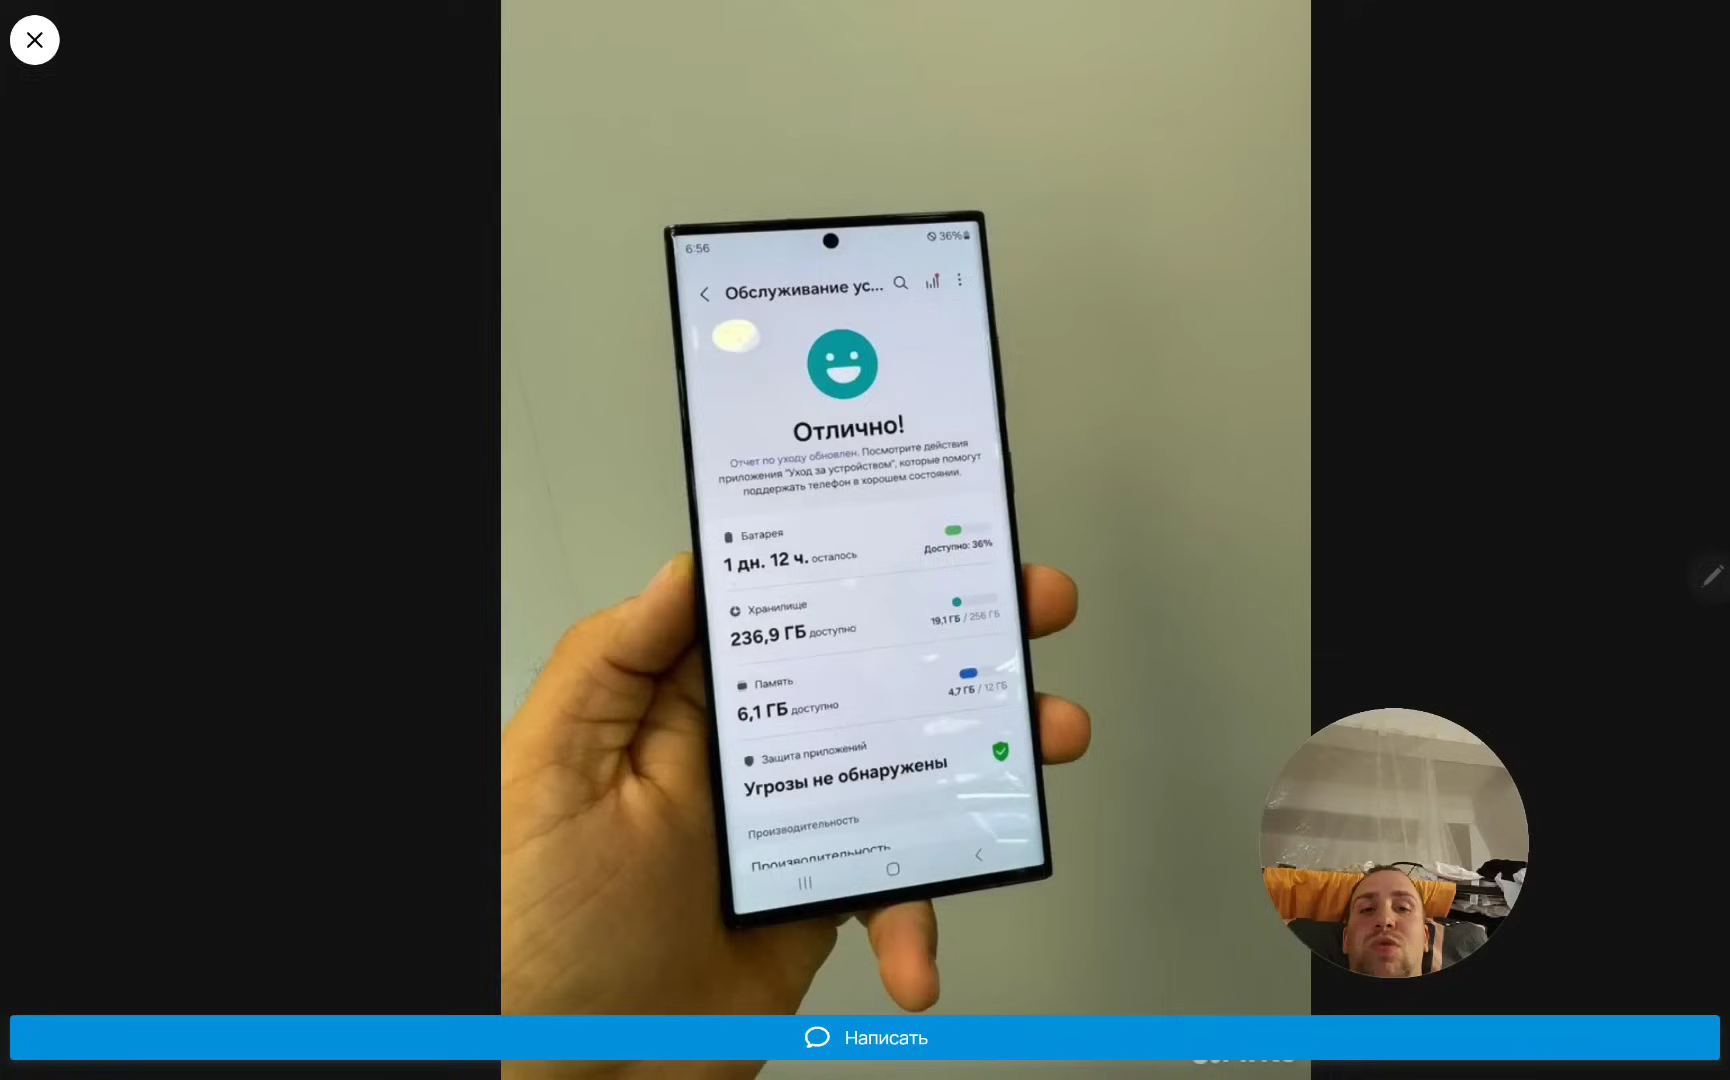 6:56
36%
Обслуживание ус...
Отлично!
Отчет по уходу обновлен. Посмотрите действия
приложения "Уход за устройством", которые помогут
поддержать телефон в хорошем состоянии.
Батарея
1 дн. 12 ч. осталось
Доступно: 36%
Хранилище
236,9 ГБ доступно
19,1 ГБ / 256 ГБ
Память
6,1 ГБ доступно
4,7 ГБ / 12 ГБ
Защита приложений
Угрозы не обнаружены
Производительность
Производительность
Написать